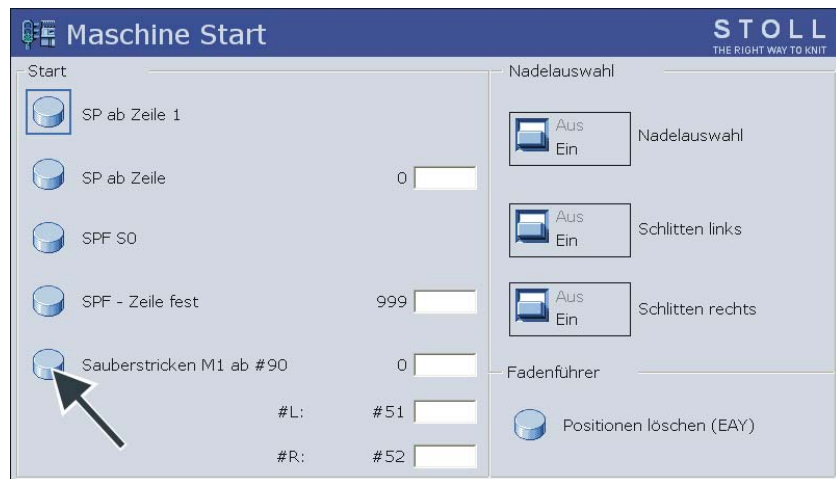 Maschine Start
STOLL
THE RIGHT WAY TO KNIT
Start
SP ab Zeile 1
SP ab Zeile 0
SPF S0
SPF - Zeile fest 999
Sauberstricken M1 ab #90 0
#L: #51
#R: #52
Nadelauswahl
Aus
Ein
Nadelauswahl
Aus
Ein
Schlitten links
Aus
Ein
Schlitten rechts
Fadenführer
Positionen löschen (EAY)